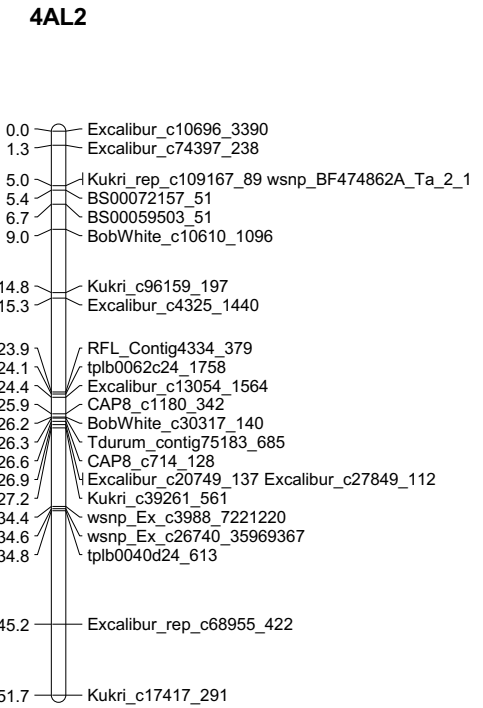 4AL2
0.0 Excalibur_c10696_3390
1.3 Excalibur_c74397_238
5.0 Kukri_rep_c109167_89 wsnp_BF474862A_Ta_2_1
5.4 BS00072157_51
6.7 BS00059503_51
9.0 BobWhite_c10610_1096
14.8 Kukri_c96159_197
15.3 Excalibur_c4325_1440
23.9 RFL_Contig4334_379
24.1 tplb0062c24_1758
24.4 Excalibur_c13054_1564
25.9 CAP8_c1180_342
26.2 BobWhite_c30317_140
26.3 Tdurum_contig75183_685
26.6 CAP8_c714_128
26.9 Excalibur_c20749_137 Excalibur_c27849_112
27.2 Kukri_c39261_561
34.4 wsnp_Ex_c3988_7221220
34.6 wsnp_Ex_c26740_35969367
34.8 tplb0040d24_613
45.2 Excalibur_rep_c68955_422
51.7 Kukri_c17417_291